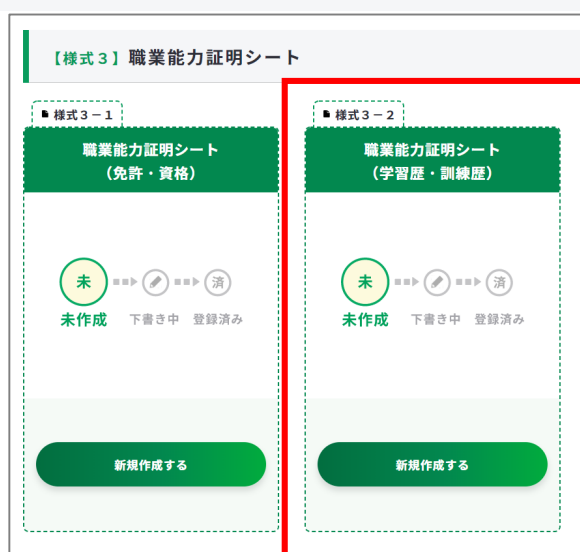 【様式3】職業能力証明シート
様式3－1
職業能力証明シート
（免許・資格）
未
済
未作成
下書き中
登録済み
新規作成する
様式3－2
職業能力証明シート
（学習歴・訓練歴）
未
済
未作成
下書き中
登録済み
新規作成する